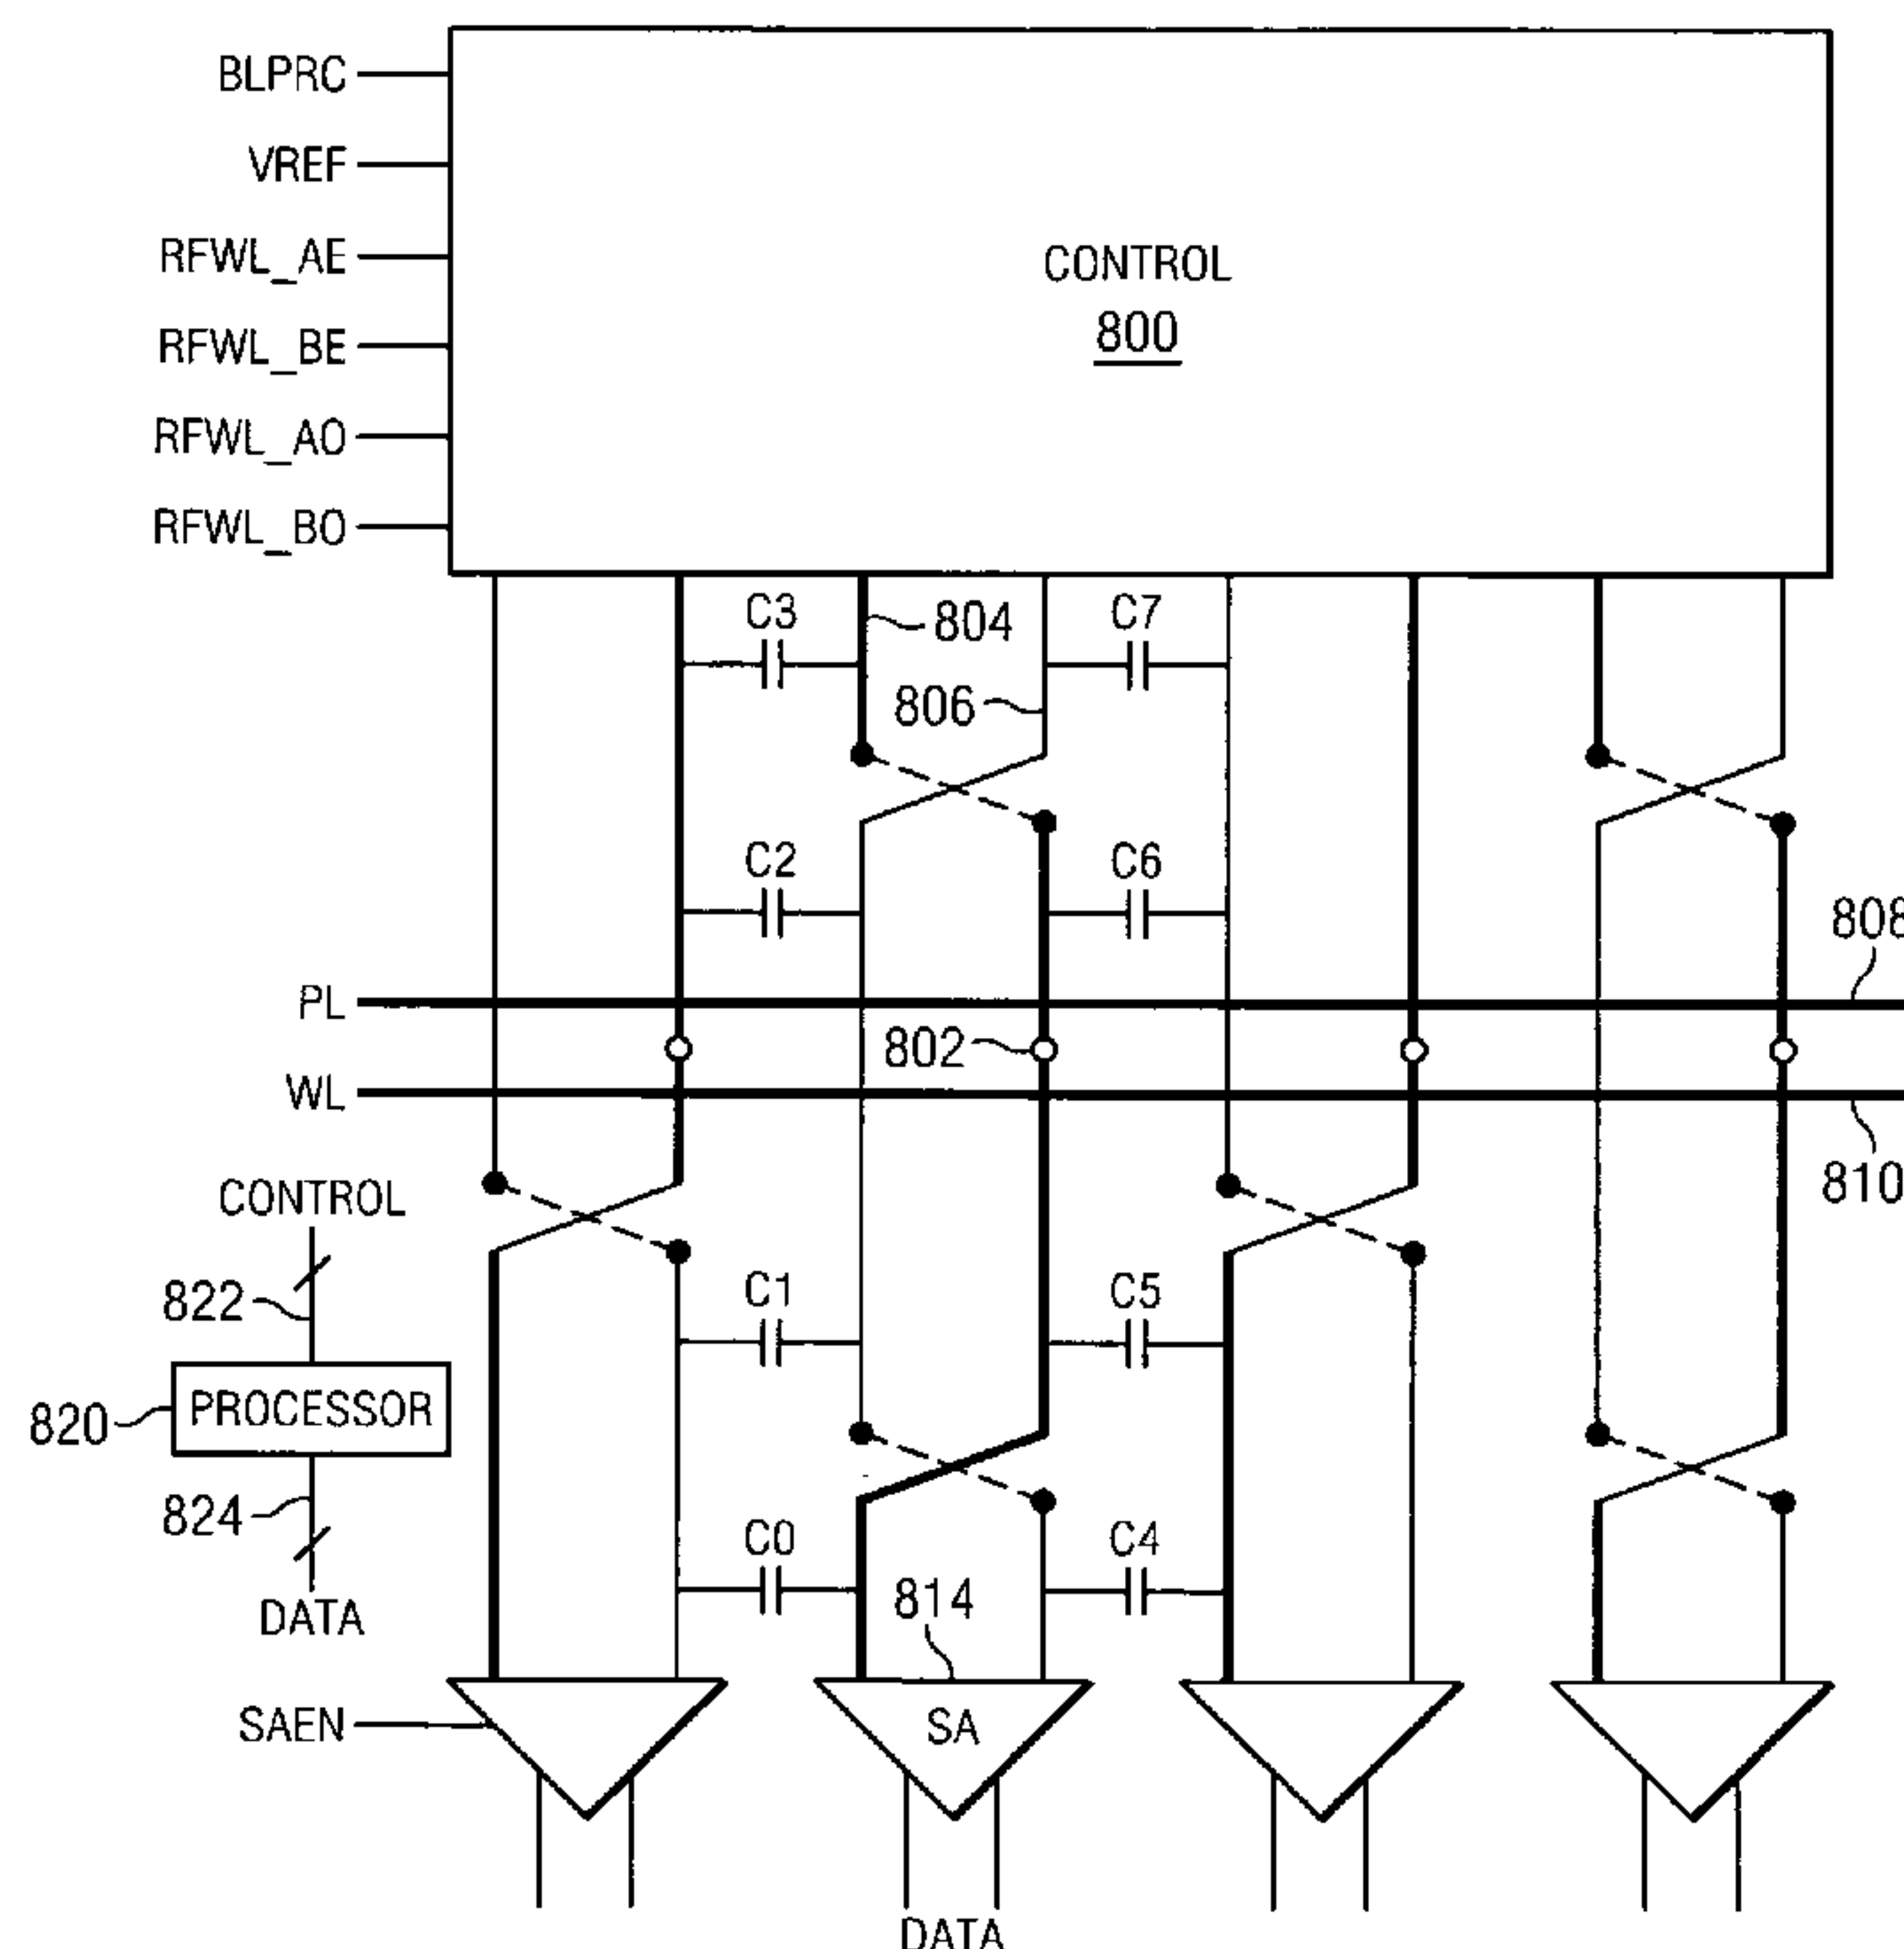 BLPRC
VREF
RFWL_AE
RFWL_BE
RFWL_AO
RFWL_BO
CONTROL
800
C3
804
C7
806
C2
C6
808
PL
802
WL
810
CONTROL
822
C1
C5
820
PROCESSOR
824
DATA
C0
814
C4
SAEN
SA
DATA